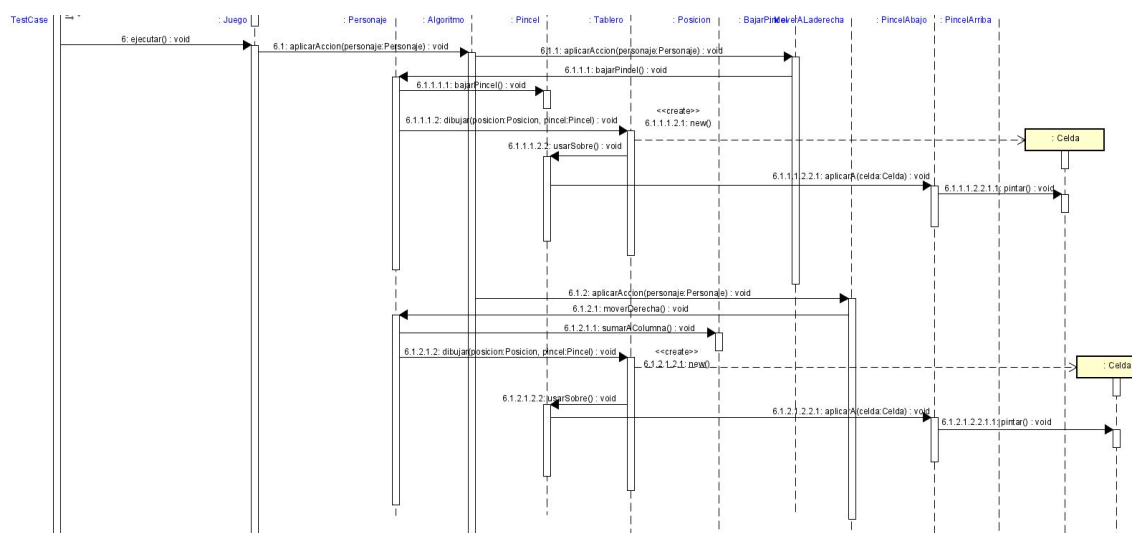 TestCase
: Juego
: Personaje
: Algoritmo
: Pincel
: Tablero
: Posicion
: BajarPincel
: MoverALaderecha
: PincelAbajo
: PincelArriba
6: ejecutar() : void
6.1: aplicarAccion(personaje:Personaje) : void
6.1.1: aplicarAccion(personaje:Personaje) : void
6.1.1.1: bajarPincel() : void
6.1.1.1.1: bajarPincel() : void
<<create>>
6.1.1.1.2: dibujar(posicion:Posicion, pincel:Pincel) : void
6.1.1.1.2.1: new()
: Celda
6.1.1.1.2.2: usarSobre() : void
6.1.1.1.2.2.1: aplicarA(celda:Celda) : void
6.1.1.1.2.2.1.1: pintar() : void
6.1.2: aplicarAccion(personaje:Personaje) : void
6.1.2.1: moverDerecha() : void
6.1.2.1.1: sumarAColumna() : void
6.1.2.1.2: dibujar(posicion:Posicion, pincel:Pincel) : void
<<create>>
6.1.2.1.2.1: new()
: Celda
6.1.2.1.2.2: usarSobre() : void
6.1.2.1.2.2.1: aplicarA(celda:Celda) : void
6.1.2.1.2.2.1.1: pintar() : void